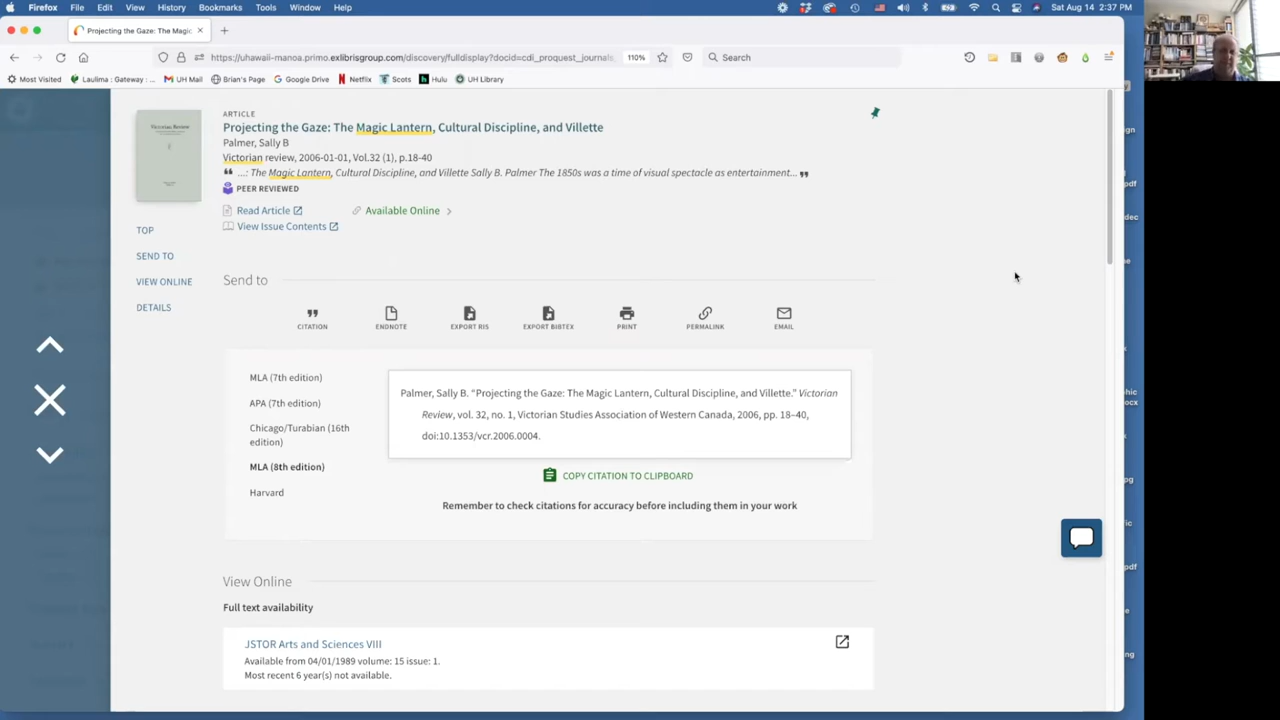 Firefox File Edit View History Bookmarks Tools Window Help
Sat Aug 14 2:37 PM
Projecting the Gaze: The Magic
https://uhawaii-manoa.primo.exlibrisgroup.com/discovery/fulldisplay?docid=cdi_proquest_journals
110%
Search
Most Visited Laulima : Gateway : ... UH Mail Brian's Page Google Drive Netflix Scots Hulu UH Library
Victorian Review
ARTICLE
Projecting the Gaze: The Magic Lantern, Cultural Discipline, and Villette
Palmer, Sally B
Victorian review, 2006-01-01, Vol.32 (1), p.18-40
...: The Magic Lantern, Cultural Discipline, and Villette Sally B. Palmer The 1850s was a time of visual spectacle as entertainment...
PEER REVIEWED
Read Article Available Online
View Issue Contents
TOP
SEND TO
VIEW ONLINE
DETAILS
Send to
CITATION ENDNOTE EXPORT RIS EXPORT BIBTEX PRINT PERMALINK EMAIL
MLA (7th edition)
APA (7th edition)
Chicago/Turabian (16th
edition)
MLA (8th edition)
Harvard
Palmer, Sally B. “Projecting the Gaze: The Magic Lantern, Cultural Discipline, and Villette.” Victorian
Review, vol. 32, no. 1, Victorian Studies Association of Western Canada, 2006, pp. 18–40,
doi:10.1353/vcr.2006.0004.
COPY CITATION TO CLIPBOARD
Remember to check citations for accuracy before including them in your work
View Online
Full text availability
JSTOR Arts and Sciences VIII
Available from 04/01/1989 volume: 15 issue: 1.
Most recent 6 year(s) not available.